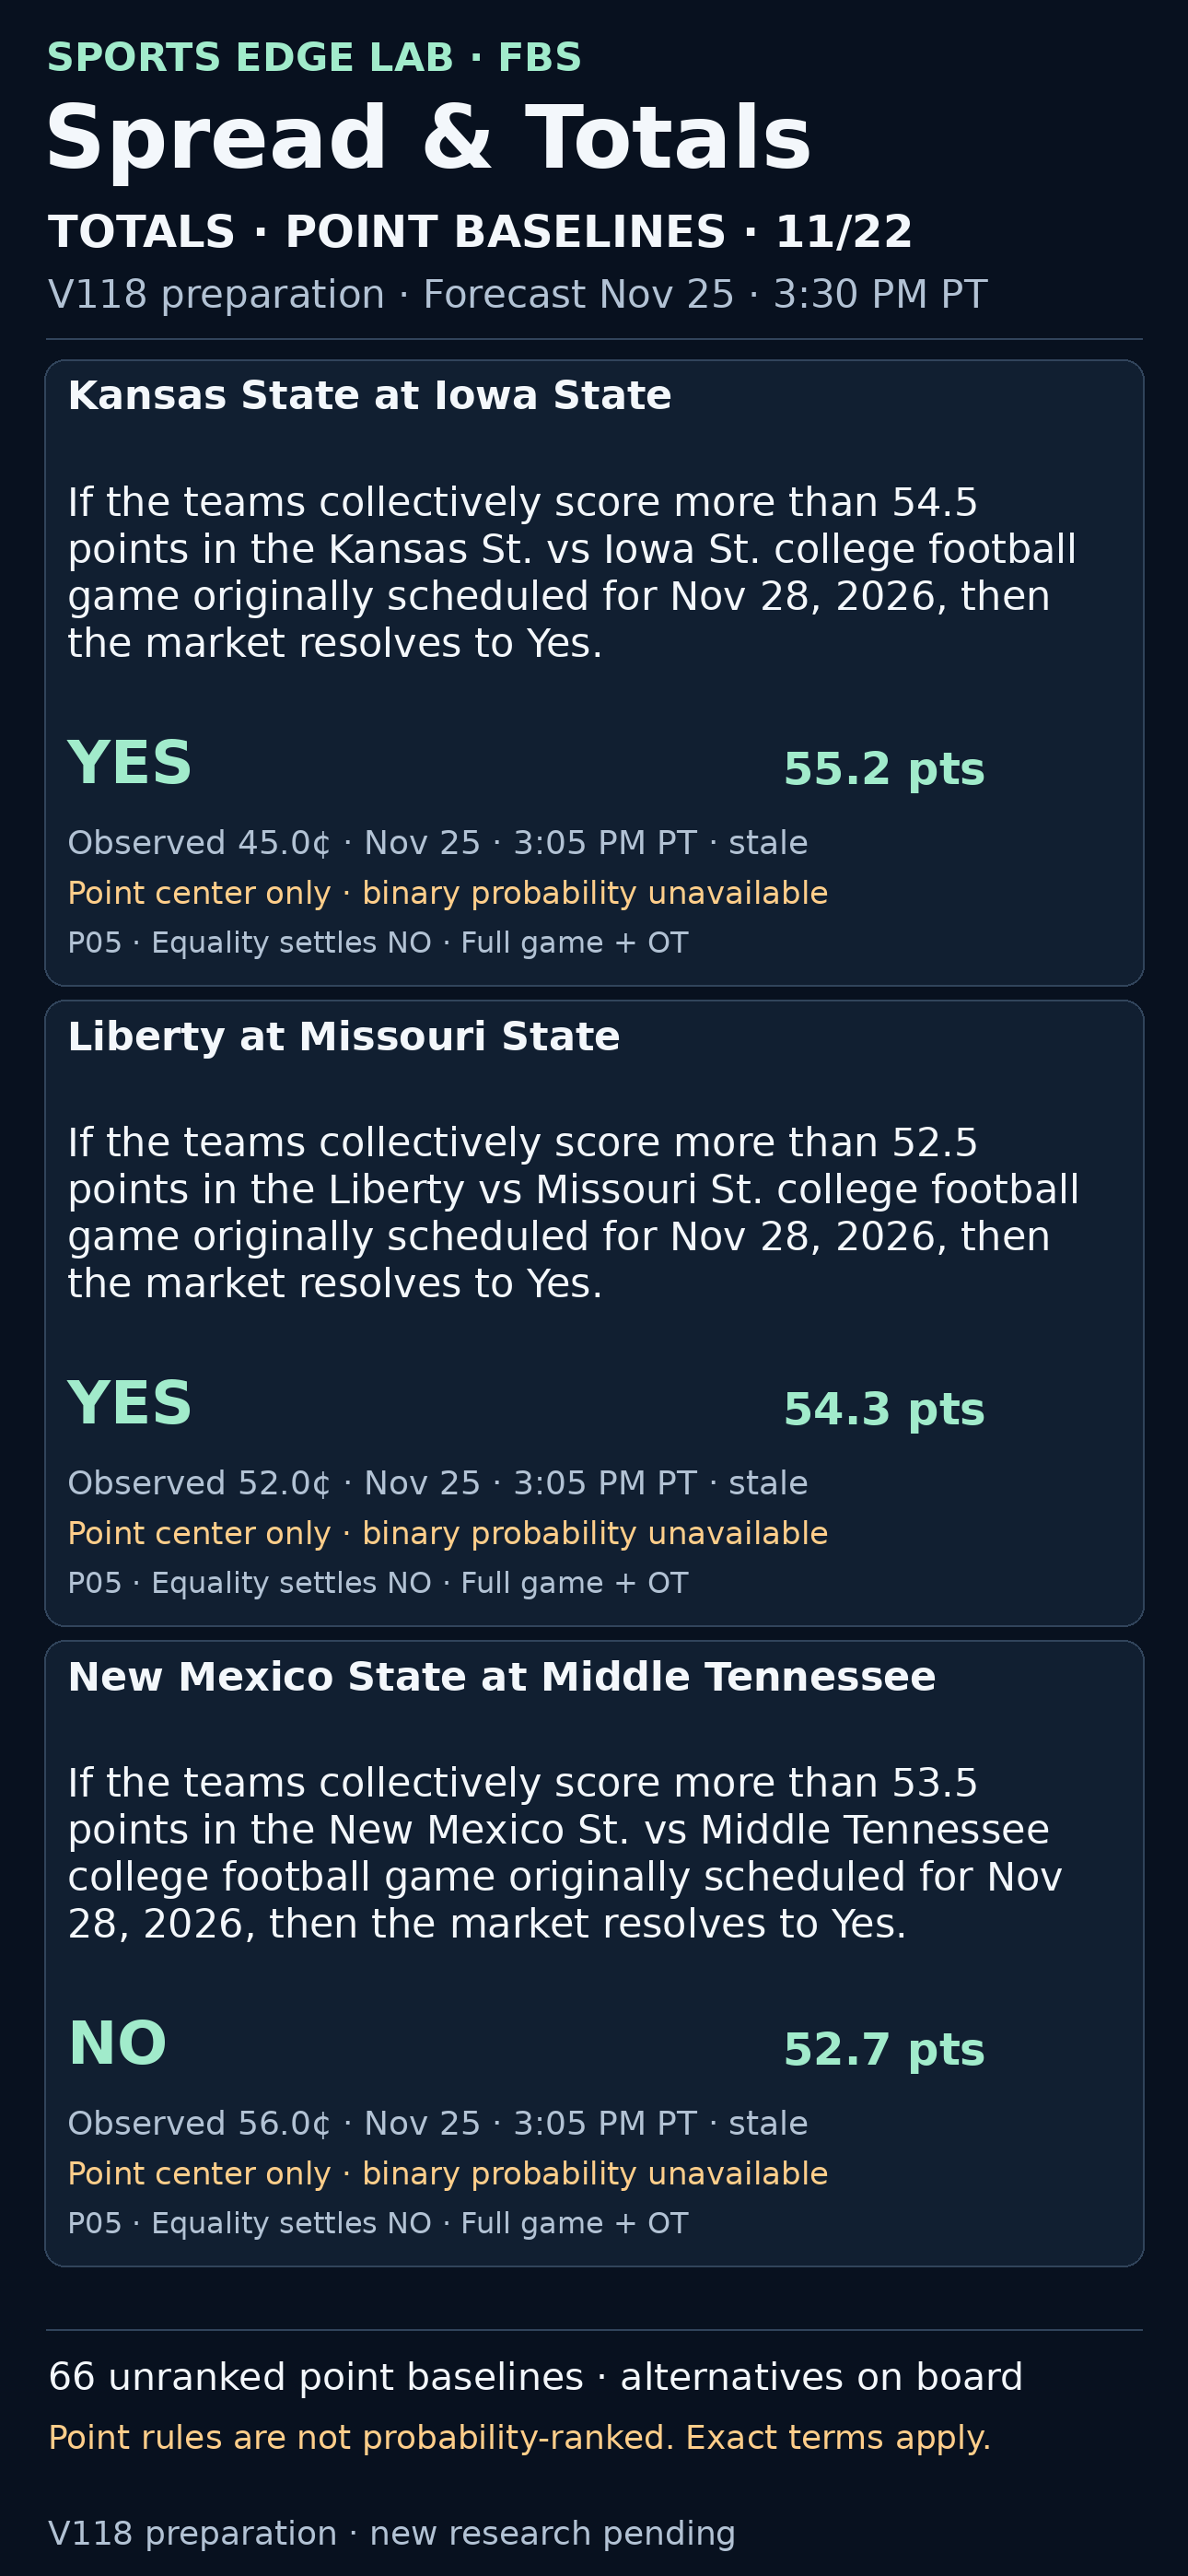 SPORTS EDGE LAB · FBS
Spread & Totals
TOTALS · POINT BASELINES · 11/22
V118 preparation · Forecast Nov 25 · 3:30 PM PT
Kansas State at Iowa State
If the teams collectively score more than 54.5
points in the Kansas St. vs Iowa St. college football
game originally scheduled for Nov 28, 2026, then
the market resolves to Yes.
YES 55.2 pts
Observed 45.0¢ · Nov 25 · 3:05 PM PT · stale
Point center only · binary probability unavailable
P05 · Equality settles NO · Full game + OT
Liberty at Missouri State
If the teams collectively score more than 52.5
points in the Liberty vs Missouri St. college football
game originally scheduled for Nov 28, 2026, then
the market resolves to Yes.
YES 54.3 pts
Observed 52.0¢ · Nov 25 · 3:05 PM PT · stale
Point center only · binary probability unavailable
P05 · Equality settles NO · Full game + OT
New Mexico State at Middle Tennessee
If the teams collectively score more than 53.5
points in the New Mexico St. vs Middle Tennessee
college football game originally scheduled for Nov
28, 2026, then the market resolves to Yes.
NO 52.7 pts
Observed 56.0¢ · Nov 25 · 3:05 PM PT · stale
Point center only · binary probability unavailable
P05 · Equality settles NO · Full game + OT
66 unranked point baselines · alternatives on board
Point rules are not probability-ranked. Exact terms apply.
V118 preparation · new research pending